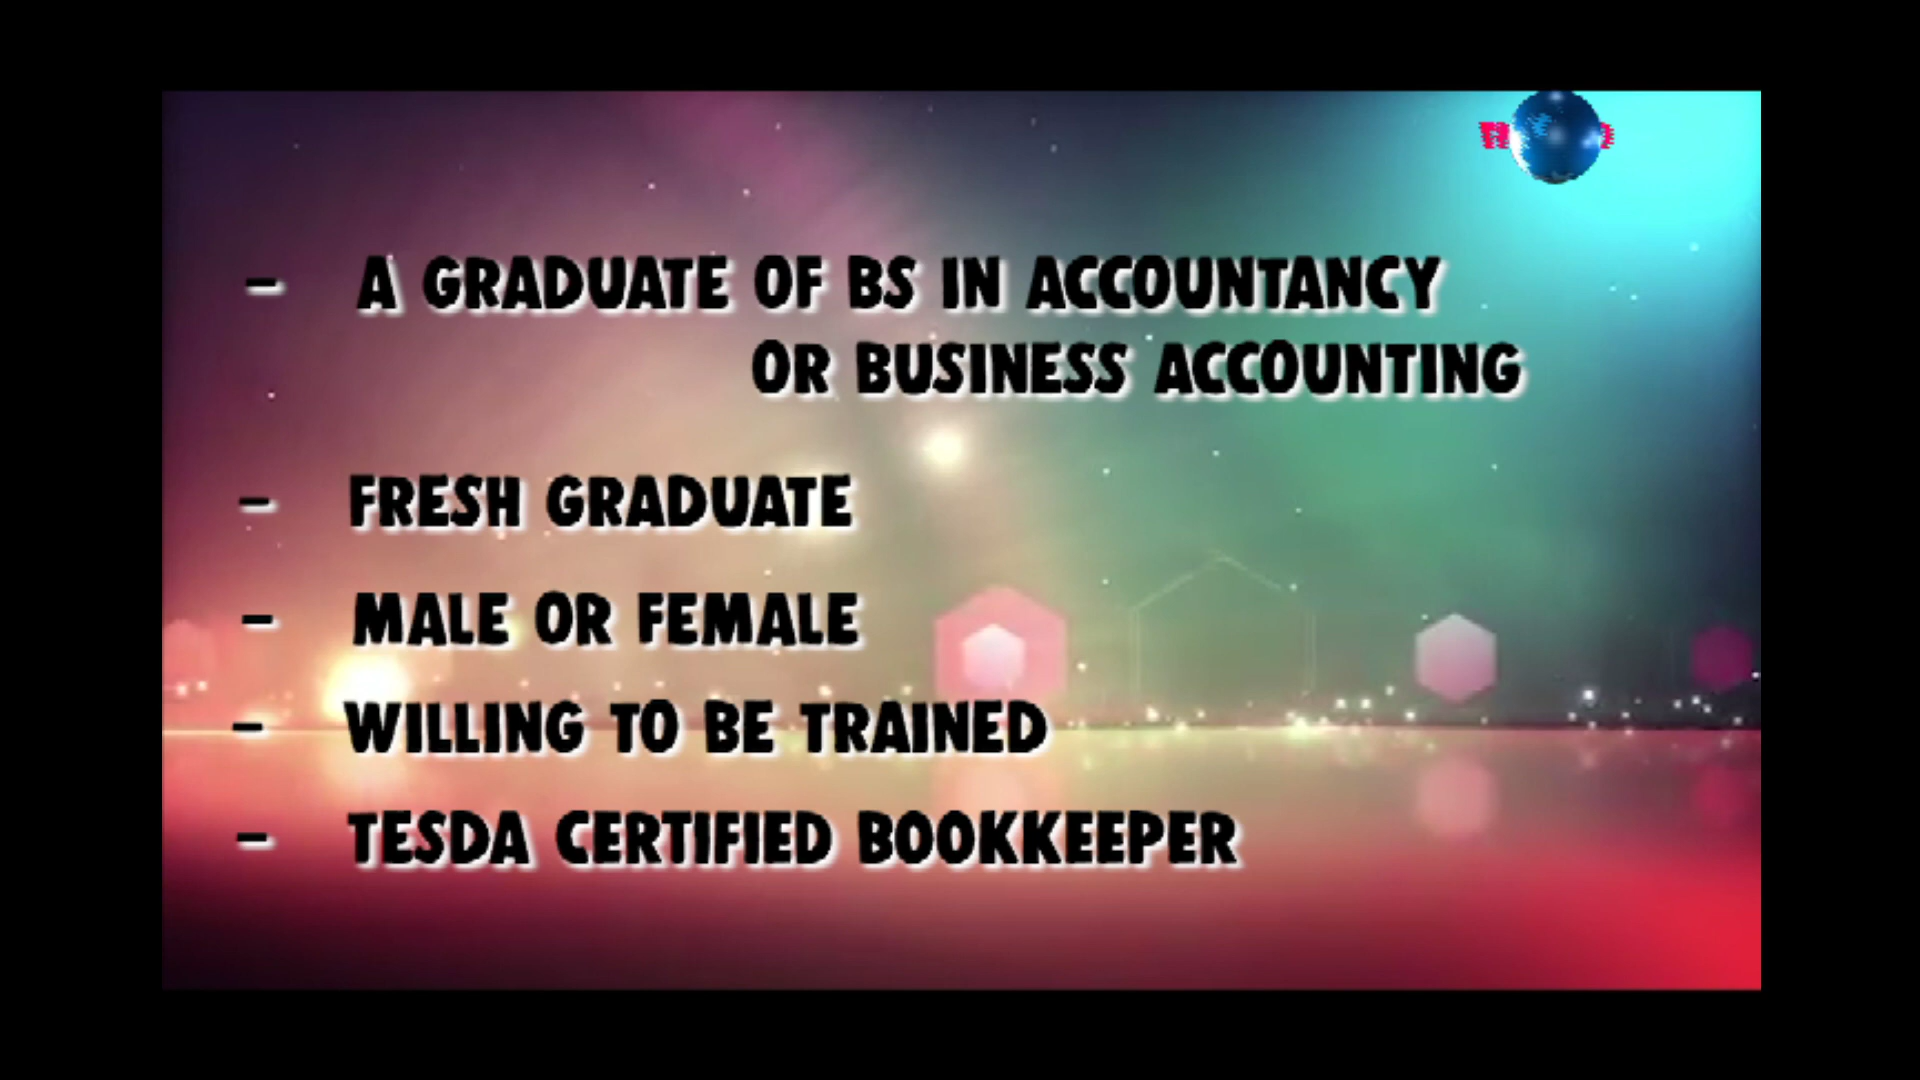 - A GRADUATE OF BS IN ACCOUNTANCY
OR BUSINESS ACCOUNTING
- FRESH GRADUATE
- MALE OR FEMALE
- WILLING TO BE TRAINED
- TESDA CERTIFIED BOOKKEEPER